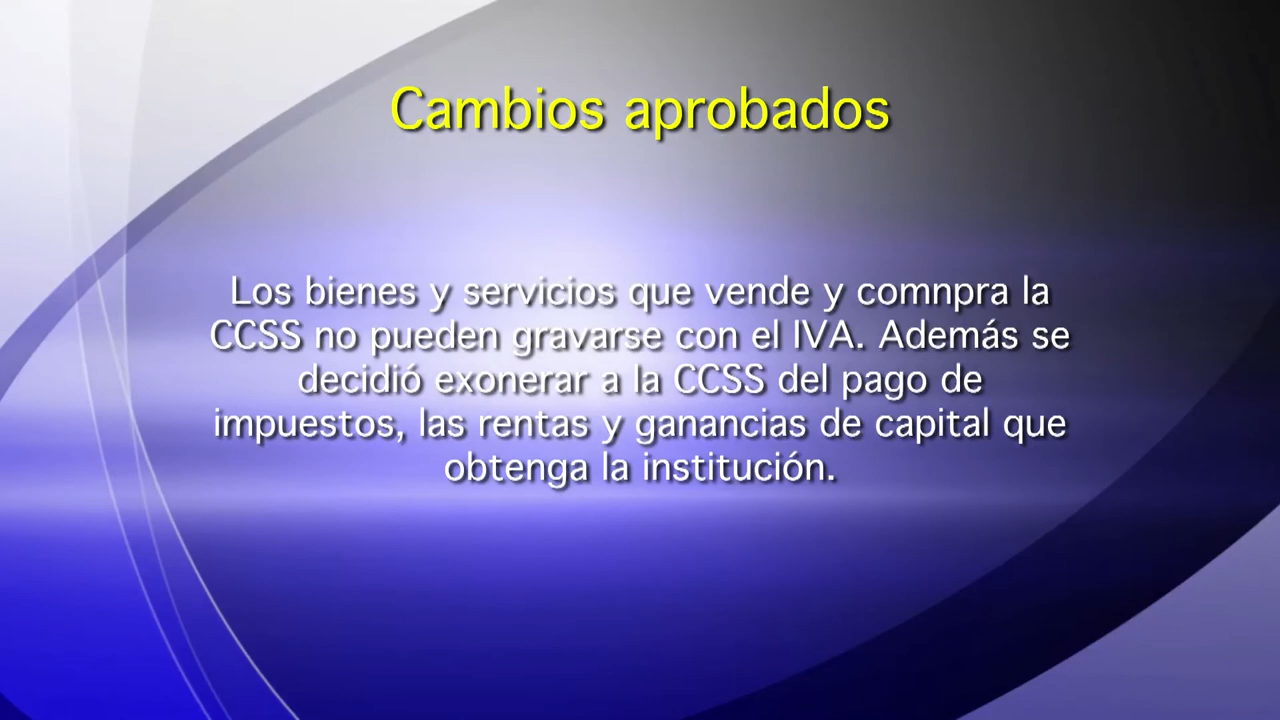 Cambios aprobados
Los bienes y servicios que vende y comnpra la
CCSS no pueden gravarse con el IVA. Además se
decidió exonerar a la CCSS del pago de
impuestos, las rentas y ganancias de capital que
obtenga la institución.